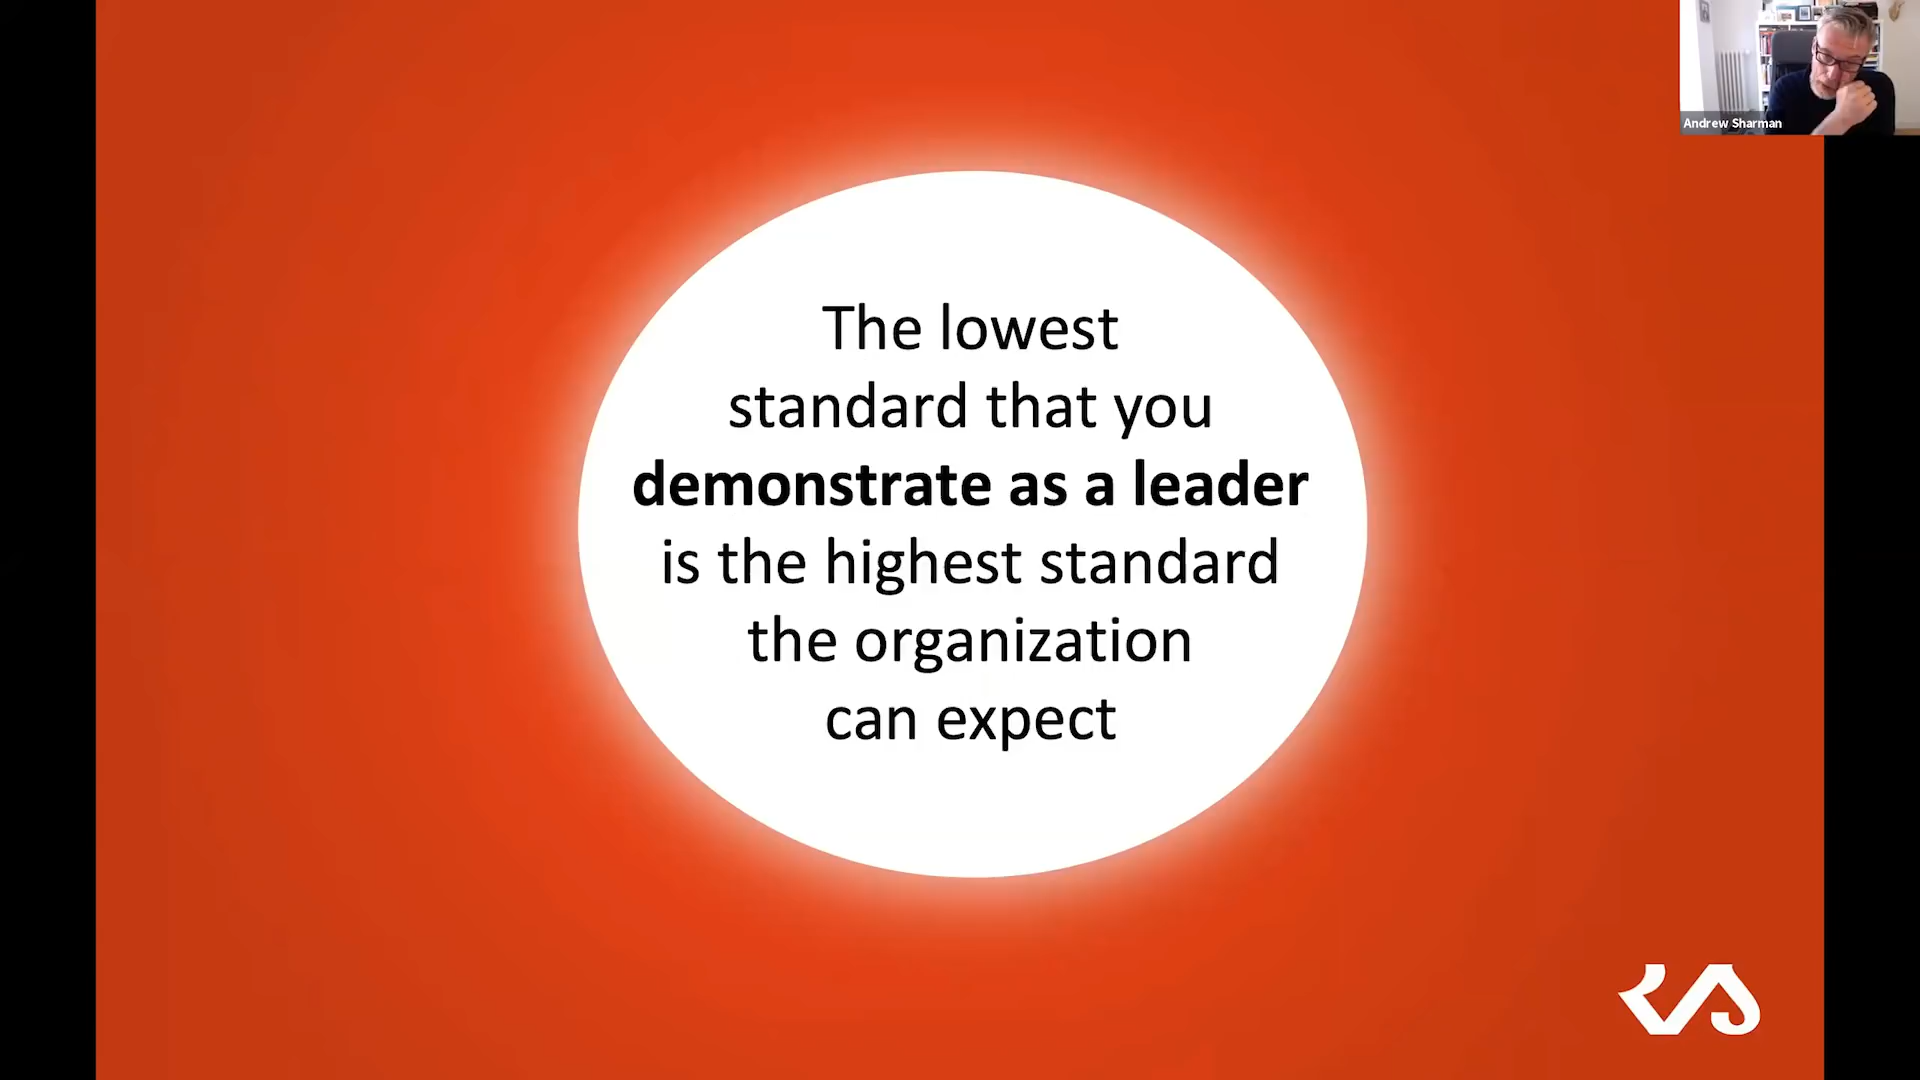 The lowest
standard that you
demonstrate as a leader
is the highest standard
the organization
can expect
Andrew Sharman